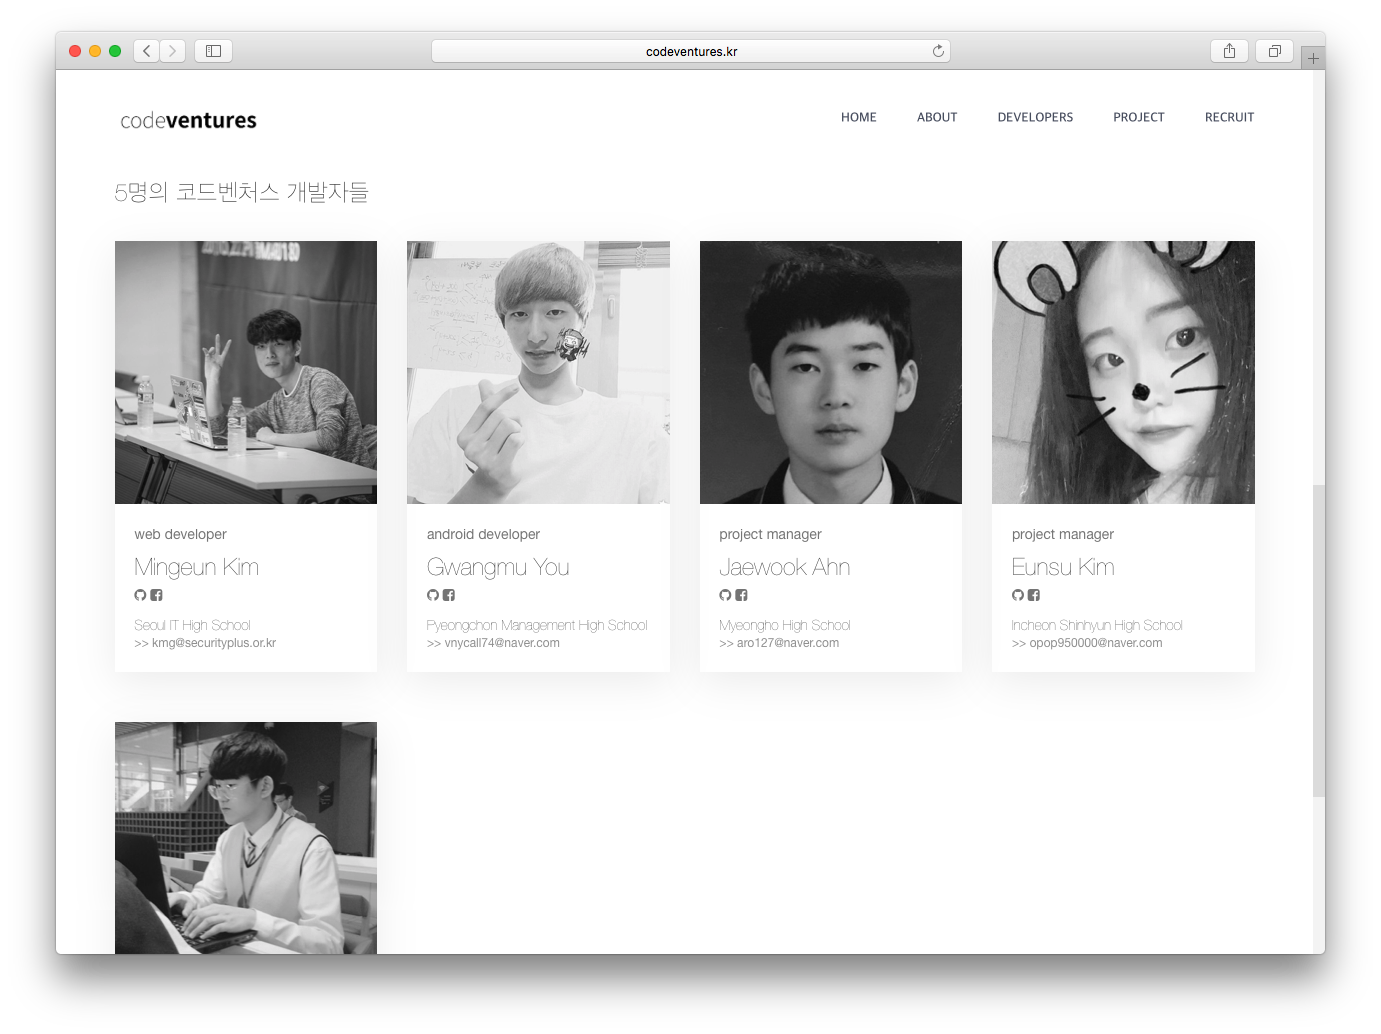 codeventures.kr
codeventures
HOME ABOUT DEVELOPERS PROJECT RECRUIT
5명의 코드벤처스 개발자들
web developer
Mingeun Kim
Seoul IT High School
>> kmg@securityplus.or.kr
android developer
Gwangmu You
Pyeongchon Management High School
>> vnycall74@naver.com
project manager
Jaewook Ahn
Myeongho High School
>> aro127@naver.com
project manager
Eunsu Kim
Incheon Shinhyun High School
>> opop950000@naver.com